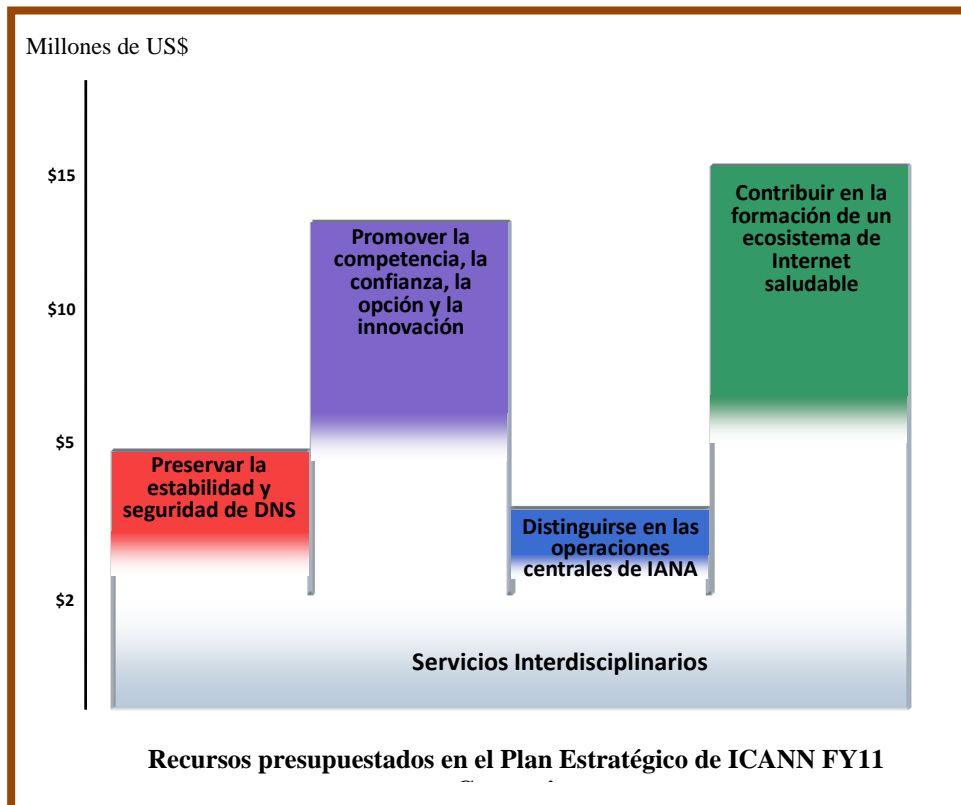 Millones de US$
$15
$10
$5
$2
Preservar la
estabilidad y
seguridad de DNS
Promover la
competencia, la
confianza, la
opción y la
innovación
Distinguirse en las
operaciones
centrales de IANA
Contribuir en la
formación de un
ecosistema de
Internet
saludable
Servicios Interdisciplinarios
Recursos presupuestados en el Plan Estratégico de ICANN FY11